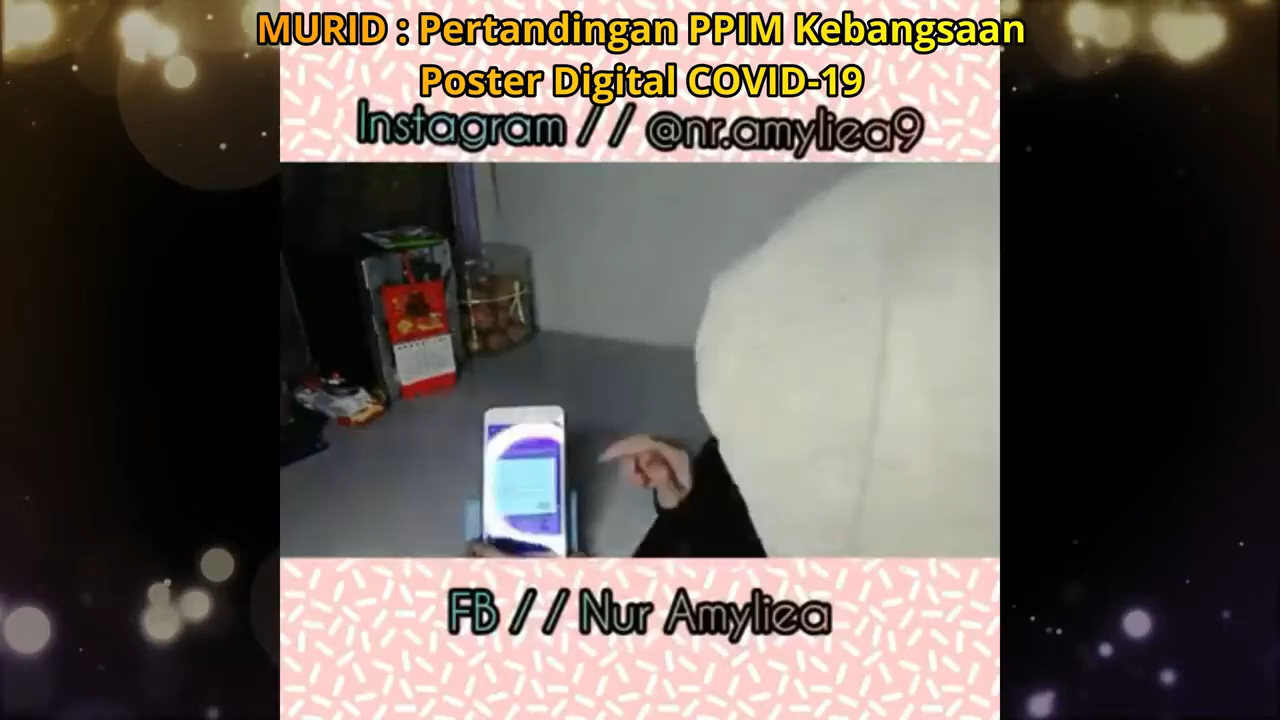 MURID : Pertandingan PPIM Kebangsaan
Poster Digital COVID-19
Instagram // @nr.amyliea9
FB // Nur Amyliea